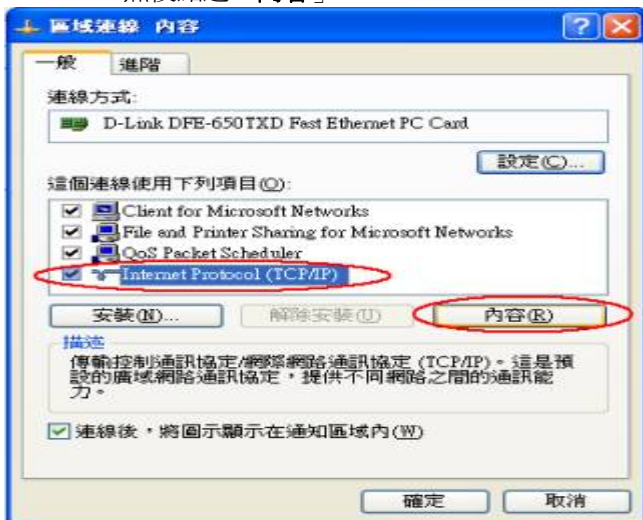 「內容」
區域連線 內容
一般 進階
連線方式:
D-Link DFE-650TXD Fast Ethernet PC Card
設定(C)...
這個連線使用下列項目(O):
Client for Microsoft Networks
File and Printer Sharing for Microsoft Networks
QoS Packet Scheduler
Internet Protocol (TCP/IP)
安裝(N)... 解除安裝(U) 內容(R)
描述
傳輸控制通訊協定/網際網路通訊協定 (TCP/IP)。這是預
設的廣域網路通訊協定，提供不同網路之間的通訊能
力。
連線後，將圖示顯示在通知區域內(W)
確定 取消